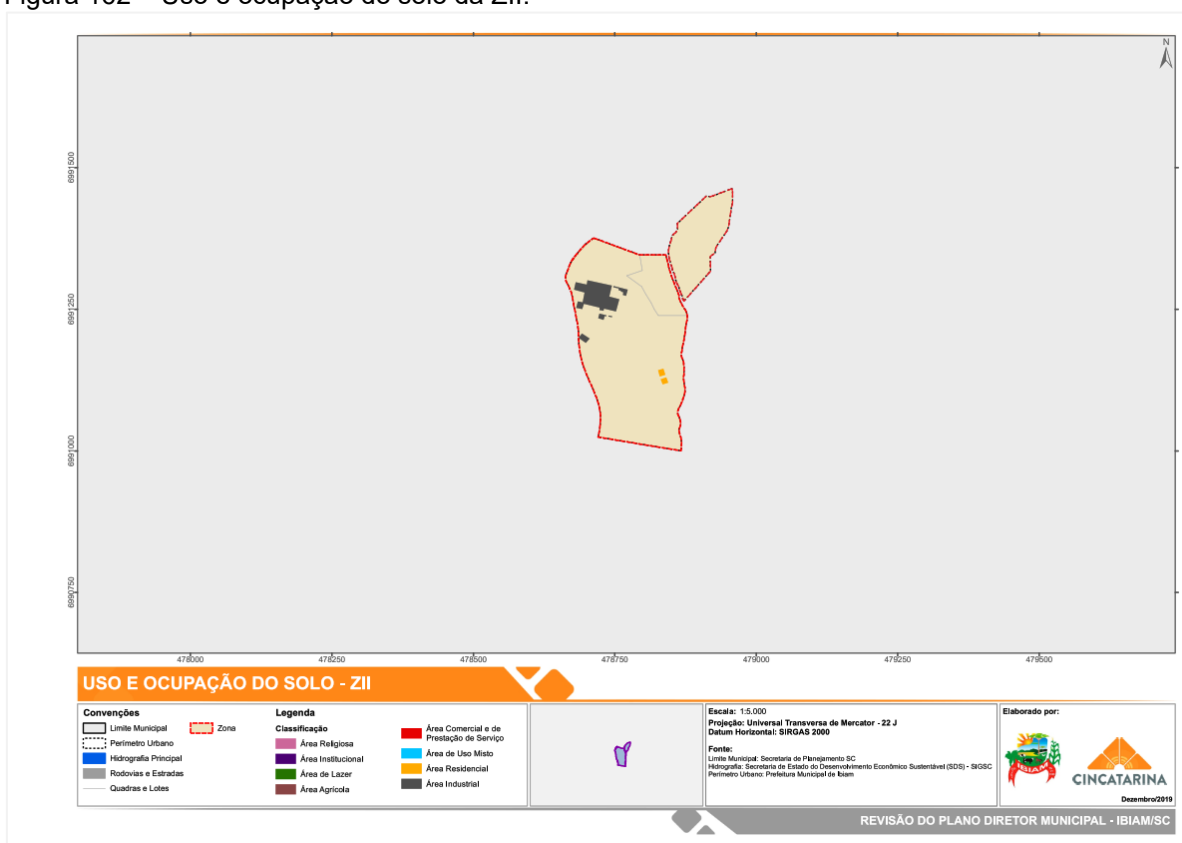 Figura 102 – Uso e ocupação do solo da ZII.
N
6991500
6991250
6991000
6990750
478000 478250 478500 478750 479000 479250 479500
USO E OCUPAÇÃO DO SOLO - ZII
Convenções
Limite Municipal
Zona
Perímetro Urbano
Hidrografia Principal
Rodovias e Estradas
Quadras e Lotes
Legenda
Classificação
Área Religiosa
Área Institucional
Área de Lazer
Área Agrícola
Área Comercial e de
Prestação de Serviço
Área de Uso Misto
Área Residencial
Área Industrial
Escala: 1:5.000
Projeção: Universal Transversa de Mercator - 22 J
Datum Horizontal: SIRGAS 2000
Fonte:
Limite Municipal: Secretaria de Planejamento SC
Hidrografia: Secretaria de Estado do Desenvolvimento Econômico Sustentável (SDS) - SIGSC
Perímetro Urbano: Prefeitura Municipal de Ibiam
Elaborado por:
CINCATARINA
Dezembro/2019
REVISÃO DO PLANO DIRETOR MUNICIPAL - IBIAM/SC